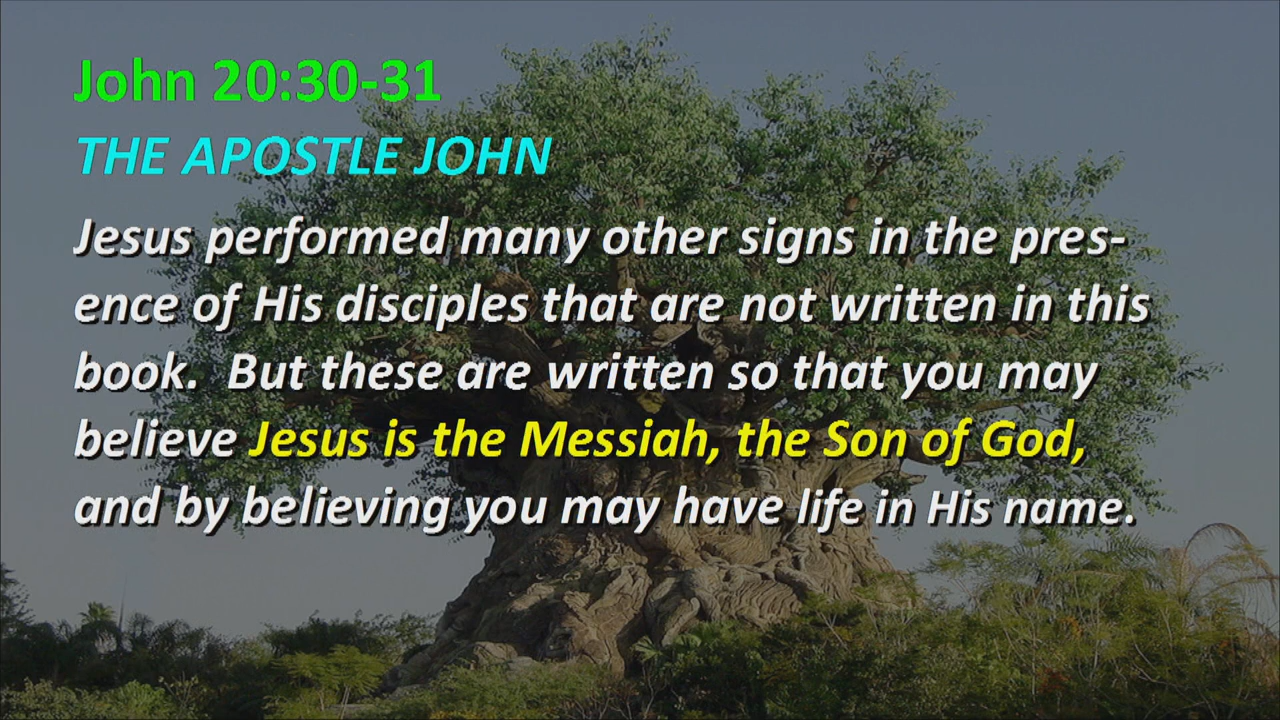 John 20:30-31
THE APOSTLE JOHN
Jesus performed many other signs in the pres-
ence of His disciples that are not written in this
book.  But these are written so that you may
believe Jesus is the Messiah, the Son of God,
and by believing you may have life in His name.